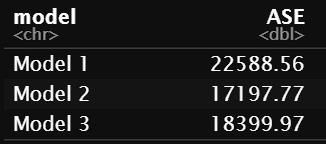 model ASE
<chr> <dbl>
Model 1 22588.56
Model 2 17197.77
Model 3 18399.97